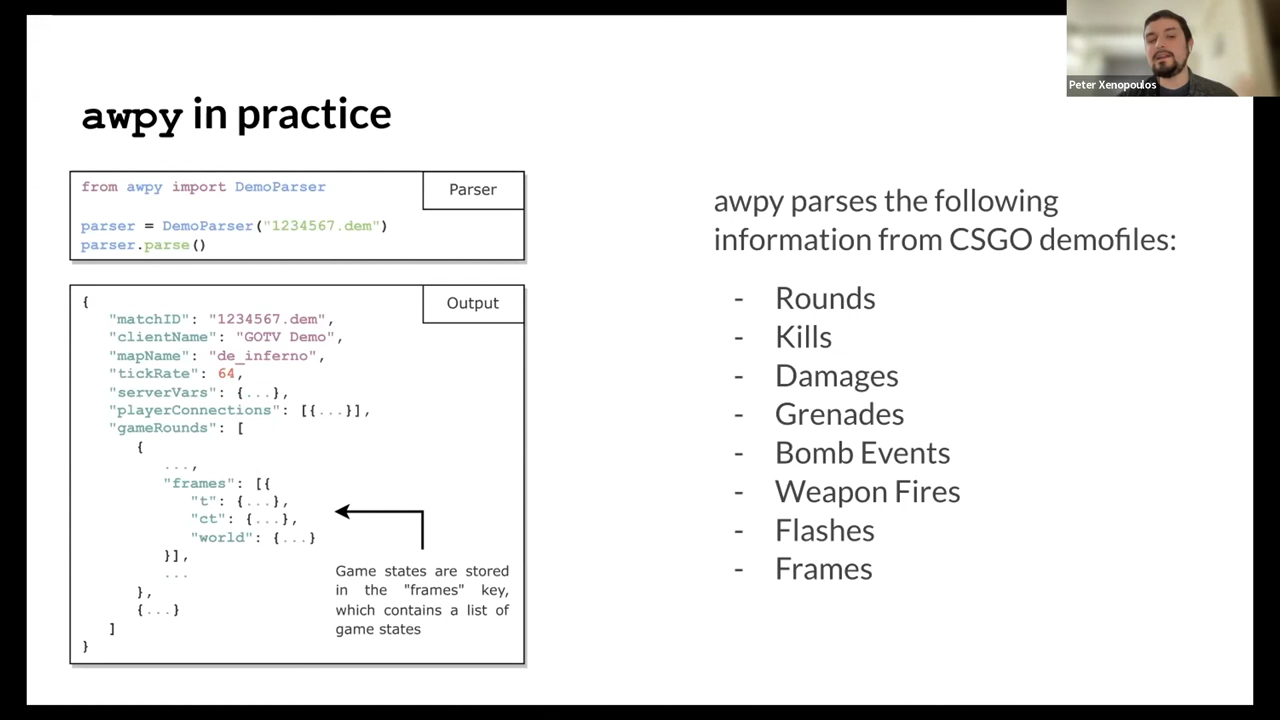 Peter Xenopoulos
awpy in practice
from awpy import DemoParser
Parser
parser = DemoParser("1234567.dem")
parser.parse()
{
Output
"matchID": "1234567.dem",
"clientName": "GOTV Demo",
"mapName": "de_inferno",
"tickRate": 64,
"serverVars": {...},
"playerConnections": [{...}],
"gameRounds": [
{
...,
"frames": [{
"t": {...},
"ct": {...},
"world": {...}
}],
...
},
{...}
]
}
Game states are stored
in the "frames" key,
which contains a list of
game states
awpy parses the following
information from CSGO demofiles:
- Rounds
- Kills
- Damages
- Grenades
- Bomb Events
- Weapon Fires
- Flashes
- Frames